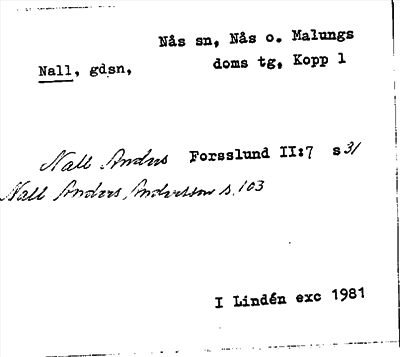 Nås sn, Nås o. Malungs
Nall, gdsn, doms tg, Kopp l
Nall Anders Forsslund II:7 s 31
Nall Anders, Andersson s. 103
I Lindén exc 1981